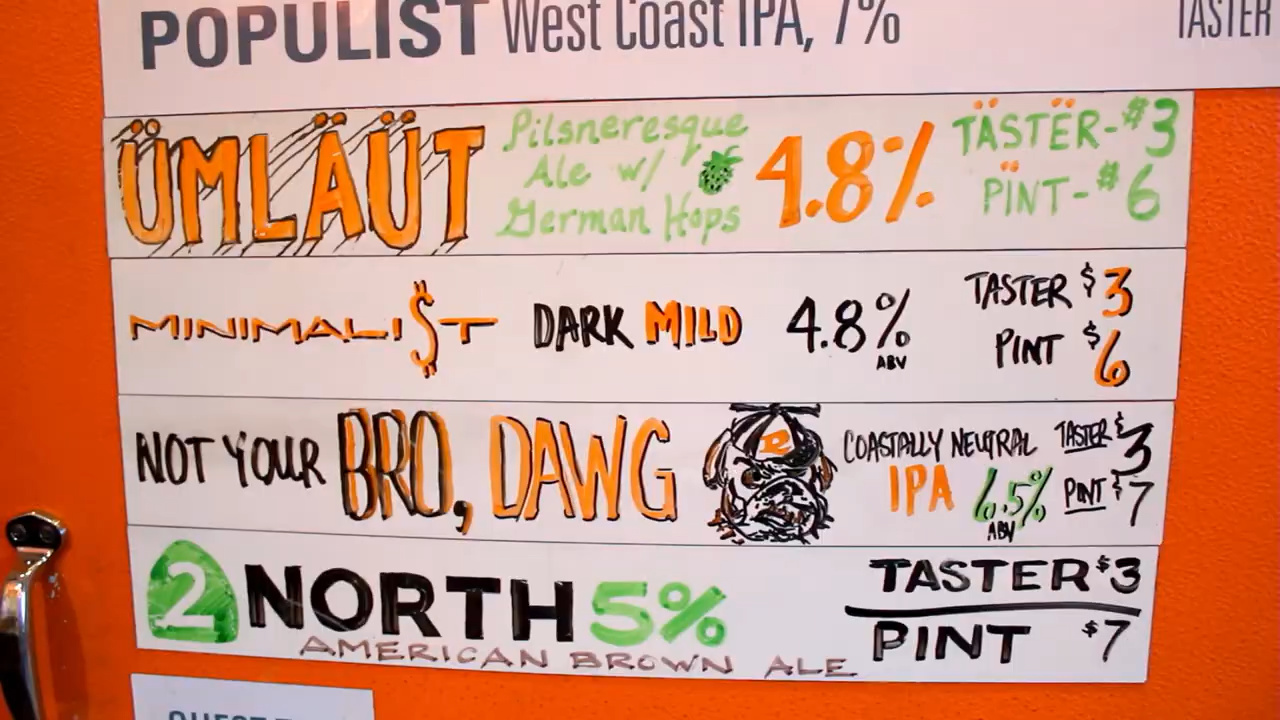 POPULIST West Coast IPA, 7% TASTER
ÜMLÄÜT Pilsneresque Ale w/ German Hops 4.8% TÄSTËR-#3 PÏNT-#6
MINIMALI$T DARK MILD 4.8% ABV TASTER $3 PINT $6
NOT YOUR BRO, DAWG COASTALLY NEUTRAL IPA 6.5% ABV TASTER $3 PINT $7
2 NORTH 5% TASTER $3
AMERICAN BROWN ALE PINT $7